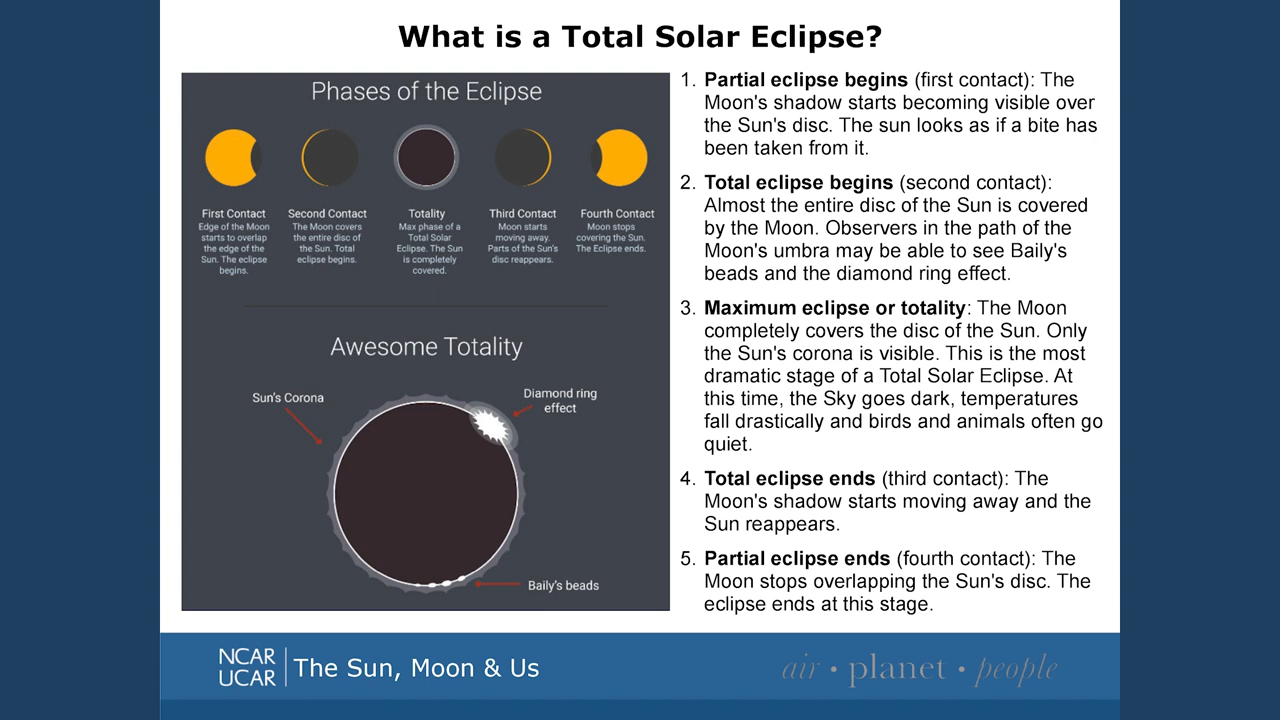 What is a Total Solar Eclipse?
Phases of the Eclipse
First Contact
Edge of the Moon
starts to overlap
the edge of the
Sun. The eclipse
begins.
Second Contact
The Moon covers
the entire disc of
the Sun. Total
eclipse begins.
Totality
Max phase of a
Total Solar
Eclipse. The Sun
is completely
covered.
Third Contact
Moon starts
moving away.
Parts of the Sun's
disc reappears.
Fourth Contact
Moon stops
covering the Sun.
The Eclipse ends.
Awesome Totality
Sun's Corona
Diamond ring
effect
Baily's beads
1. Partial eclipse begins (first contact): The
Moon's shadow starts becoming visible over
the Sun's disc. The sun looks as if a bite has
been taken from it.
2. Total eclipse begins (second contact):
Almost the entire disc of the Sun is covered
by the Moon. Observers in the path of the
Moon's umbra may be able to see Baily's
beads and the diamond ring effect.
3. Maximum eclipse or totality: The Moon
completely covers the disc of the Sun. Only
the Sun's corona is visible. This is the most
dramatic stage of a Total Solar Eclipse. At
this time, the Sky goes dark, temperatures
fall drastically and birds and animals often go
quiet.
4. Total eclipse ends (third contact): The
Moon's shadow starts moving away and the
Sun reappears.
5. Partial eclipse ends (fourth contact): The
Moon stops overlapping the Sun's disc. The
eclipse ends at this stage.
NCAR
UCAR
The Sun, Moon & Us
air • planet • people